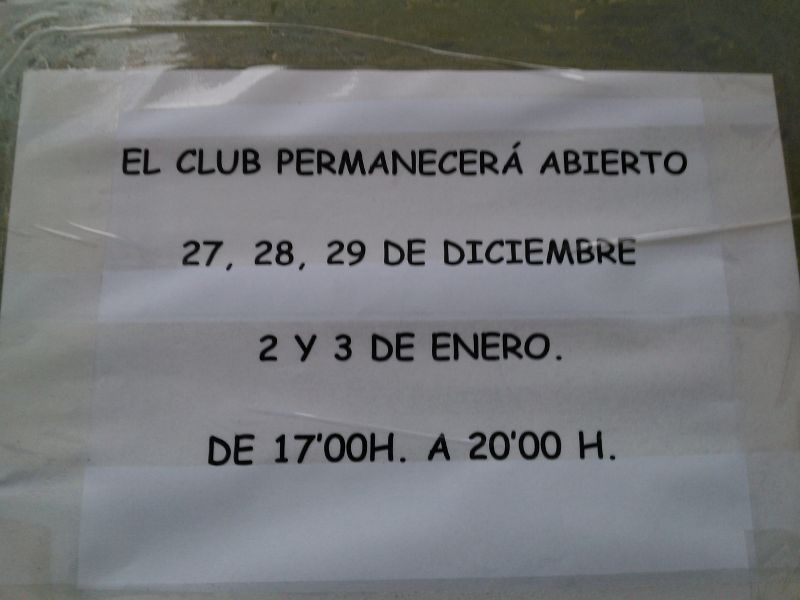 EL CLUB PERMANECERÁ ABIERTO
27, 28, 29 DE DICIEMBRE
2 Y 3 DE ENERO.
DE 17'00H. A 20'00 H.